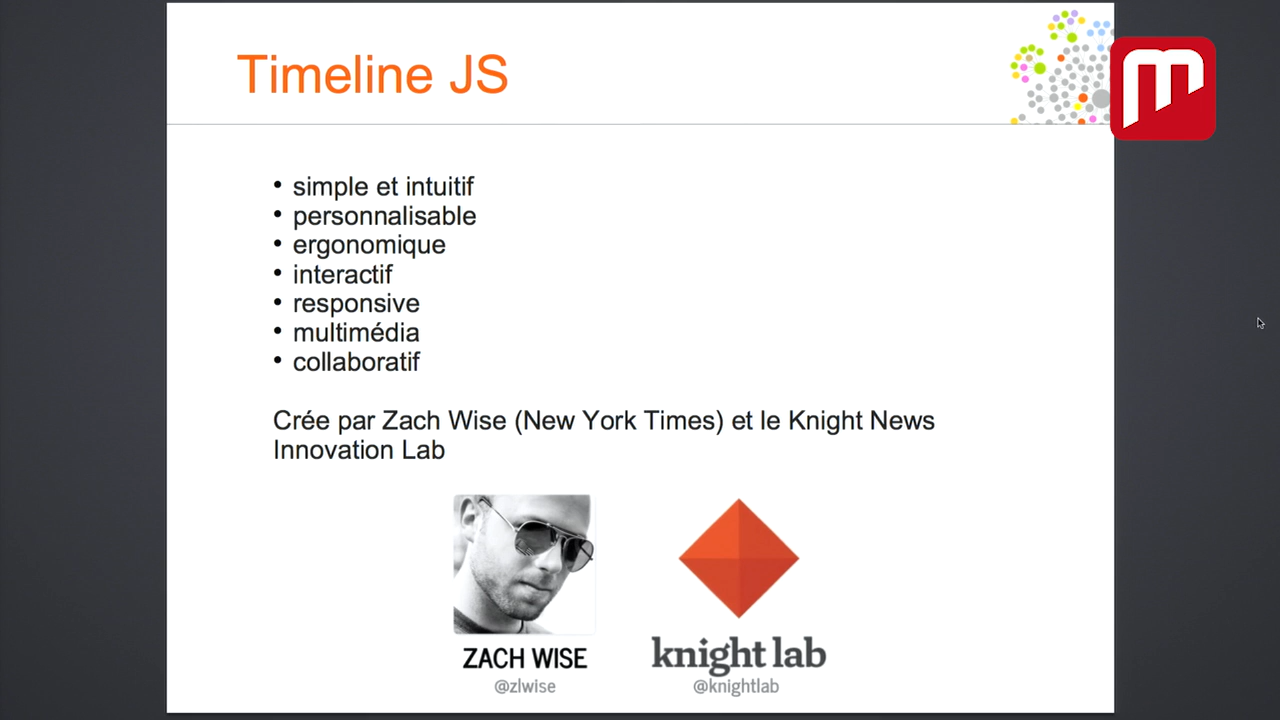 Timeline JS
• simple et intuitif
• personnalisable
• ergonomique
• interactif
• responsive
• multimédia
• collaboratif
Crée par Zach Wise (New York Times) et le Knight News
Innovation Lab
ZACH WISE
@zlwise
knight lab
@knightlab